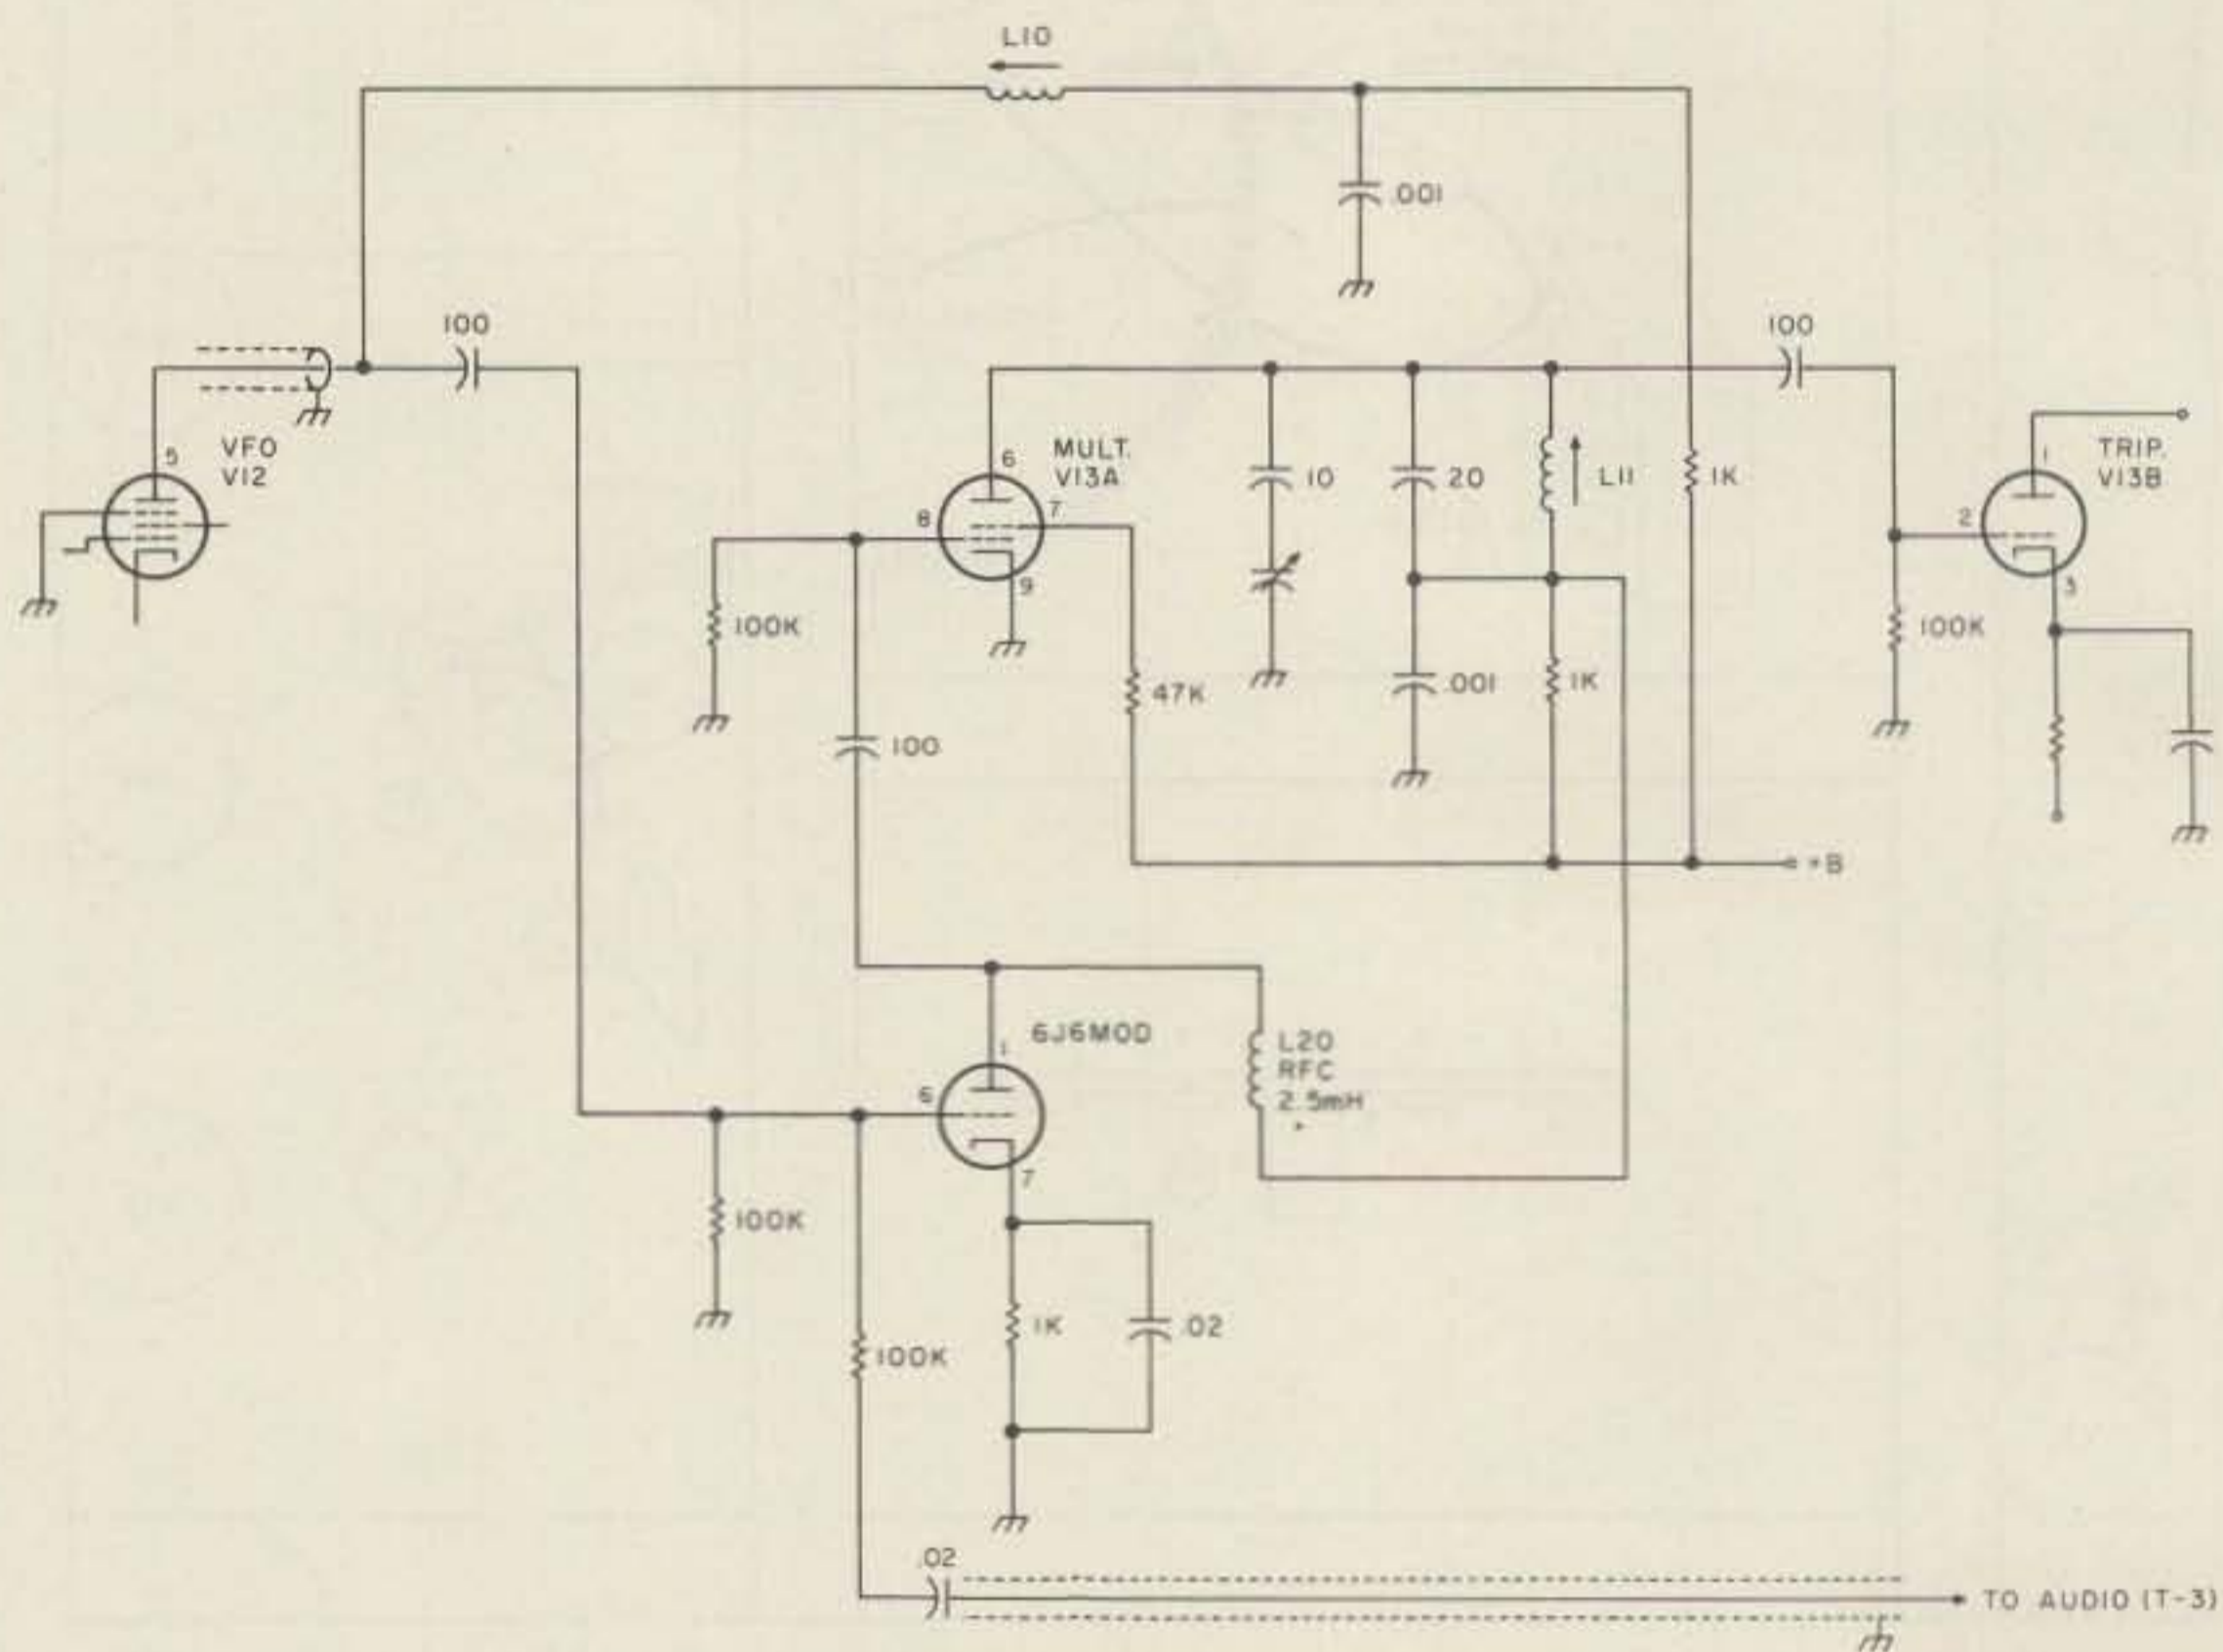 L10
.001
100
100
5
VFO
V12
6
MULT.
V13A
7
8
9
10
20
L11
1K
1
TRIP.
V13B
2
3
100K
100K
47K
.001
1K
100
+B
6J6MOD
1
6
7
L20
RFC
2.5mH
100K
1K
.02
100K
.02
TO AUDIO (T-3)